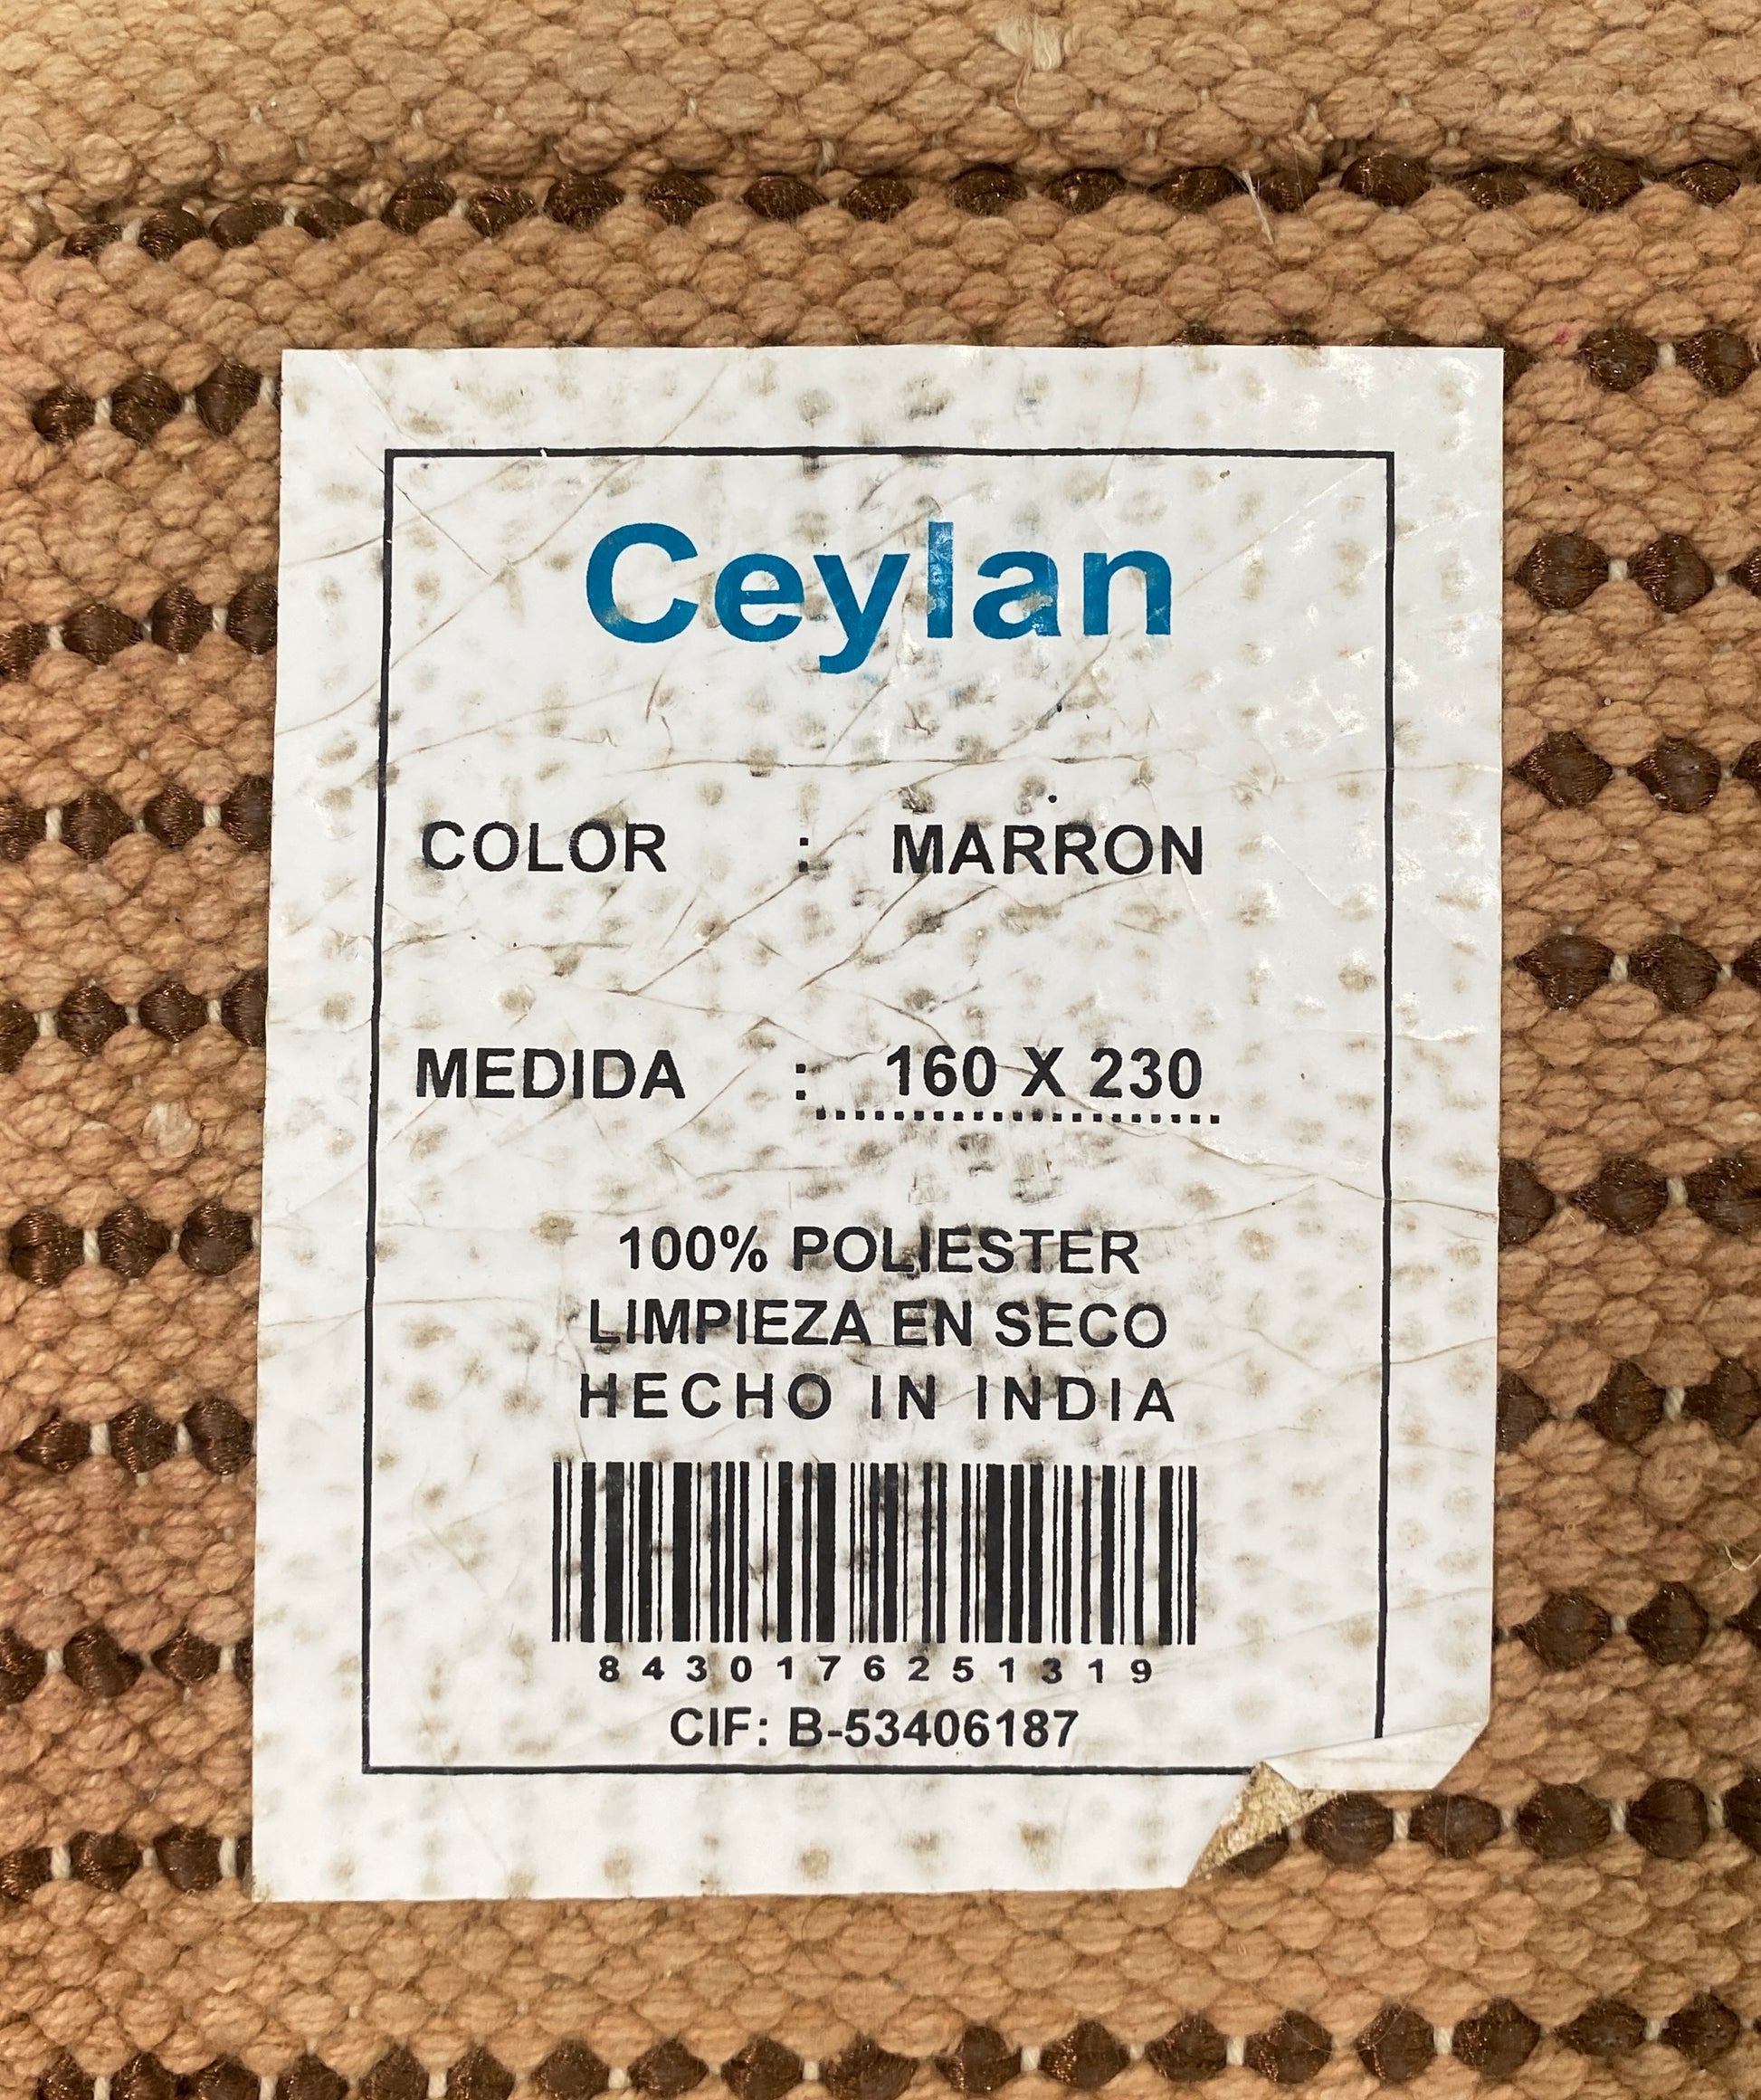 Ceylan
COLOR : MARRON
MEDIDA : 160 X 230
100% POLIESTER
LIMPIEZA EN SECO
HECHO IN INDIA
8430176251319
CIF: B-53406187